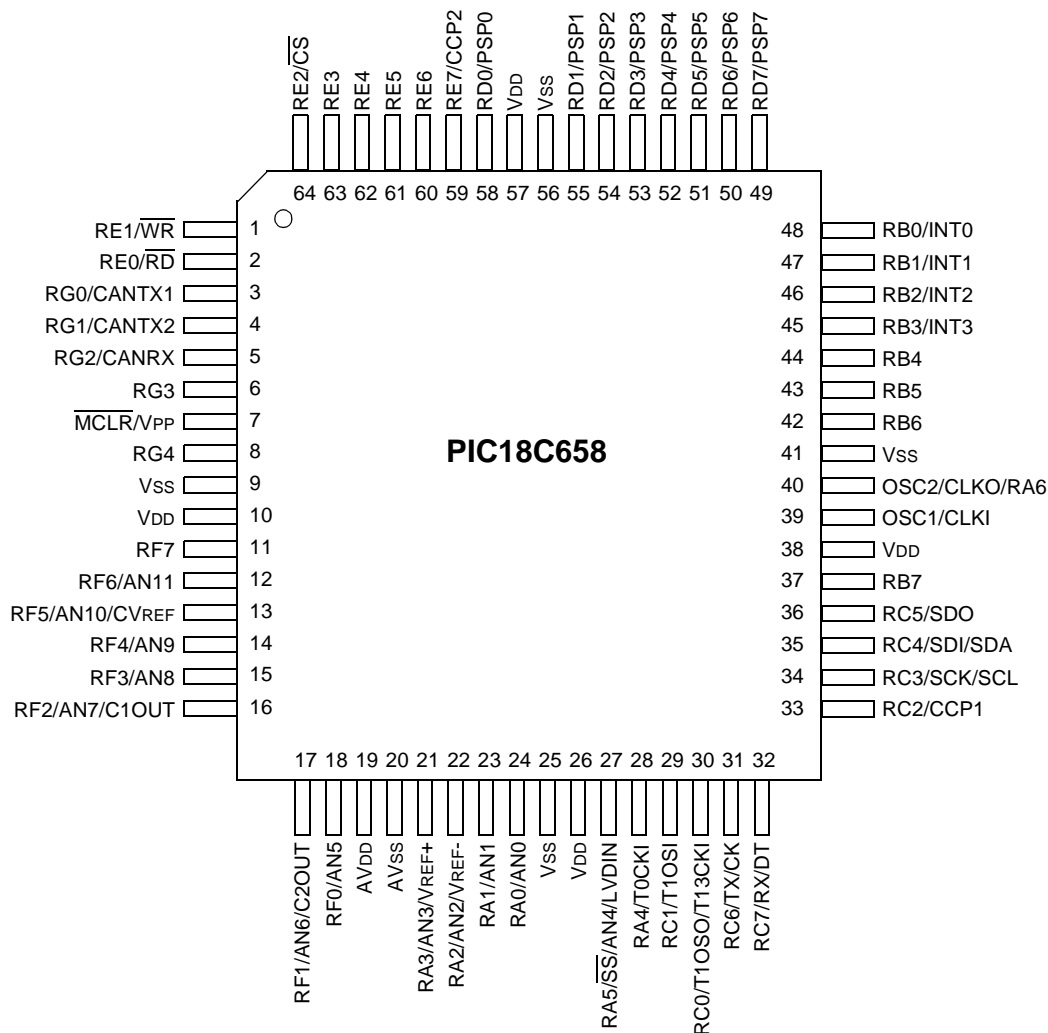 RE2/CS
RE3
RE4
RE5
RE6
RE7/CCP2
RD0/PSP0
VDD
VSS
RD1/PSP1
RD2/PSP2
RD3/PSP3
RD4/PSP4
RD5/PSP5
RD6/PSP6
RD7/PSP7
64 63 62 61 60 59 58 57 56 55 54 53 52 51 50 49
RE1/WR 1
RE0/RD 2
RG0/CANTX1 3
RG1/CANTX2 4
RG2/CANRX 5
RG3 6
MCLR/VPP 7
RG4 8
VSS 9
VDD 10
RF7 11
RF6/AN11 12
RF5/AN10/CVREF 13
RF4/AN9 14
RF3/AN8 15
RF2/AN7/C1OUT 16
PIC18C658
48 RB0/INT0
47 RB1/INT1
46 RB2/INT2
45 RB3/INT3
44 RB4
43 RB5
42 RB6
41 VSS
40 OSC2/CLKO/RA6
39 OSC1/CLKI
38 VDD
37 RB7
36 RC5/SDO
35 RC4/SDI/SDA
34 RC3/SCK/SCL
33 RC2/CCP1
17 18 19 20 21 22 23 24 25 26 27 28 29 30 31 32
RF1/AN6/C2OUT
RF0/AN5
AVDD
AVSS
RA3/AN3/VREF+
RA2/AN2/VREF-
RA1/AN1
RA0/AN0
VSS
VDD
RA5/SS/AN4/LVDIN
RA4/T0CKI
RC1/T1OSI
RC0/T1OSO/T13CKI
RC6/TX/CK
RC7/RX/DT